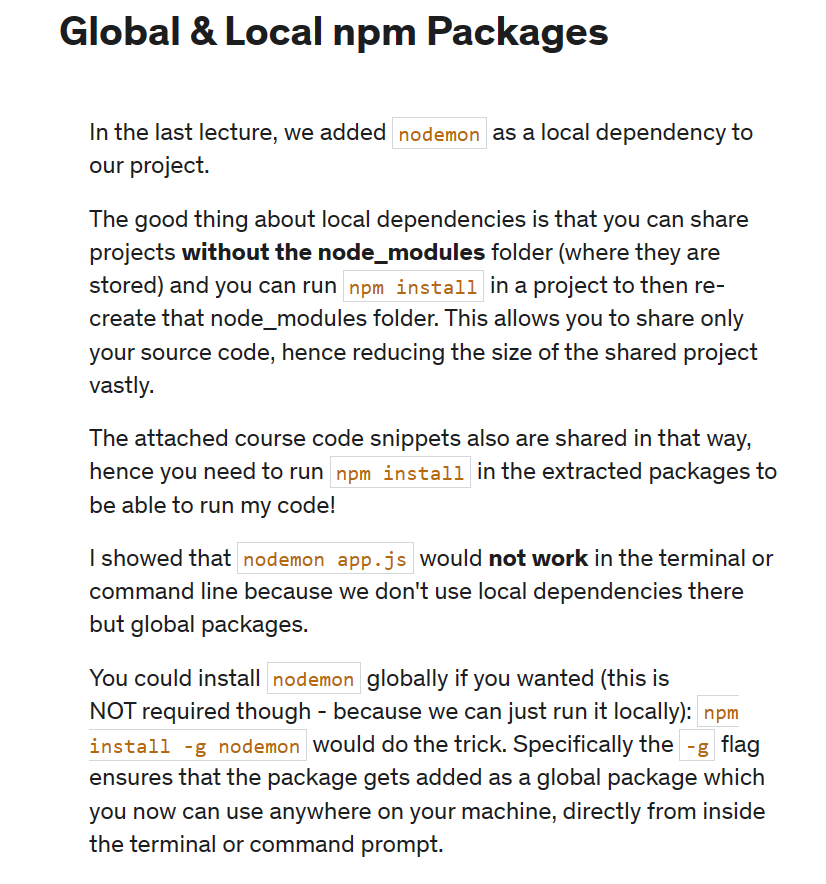 Global & Local npm Packages
In the last lecture, we added nodemon as a local dependency to
our project.
The good thing about local dependencies is that you can share
projects without the node_modules folder (where they are
stored) and you can run npm install in a project to then re-
create that node_modules folder. This allows you to share only
your source code, hence reducing the size of the shared project
vastly.
The attached course code snippets also are shared in that way,
hence you need to run npm install in the extracted packages to
be able to run my code!
I showed that nodemon app.js would not work in the terminal or
command line because we don't use local dependencies there
but global packages.
You could install nodemon globally if you wanted (this is
NOT required though - because we can just run it locally): npm
install -g nodemon would do the trick. Specifically the -g flag
ensures that the package gets added as a global package which
you now can use anywhere on your machine, directly from inside
the terminal or command prompt.